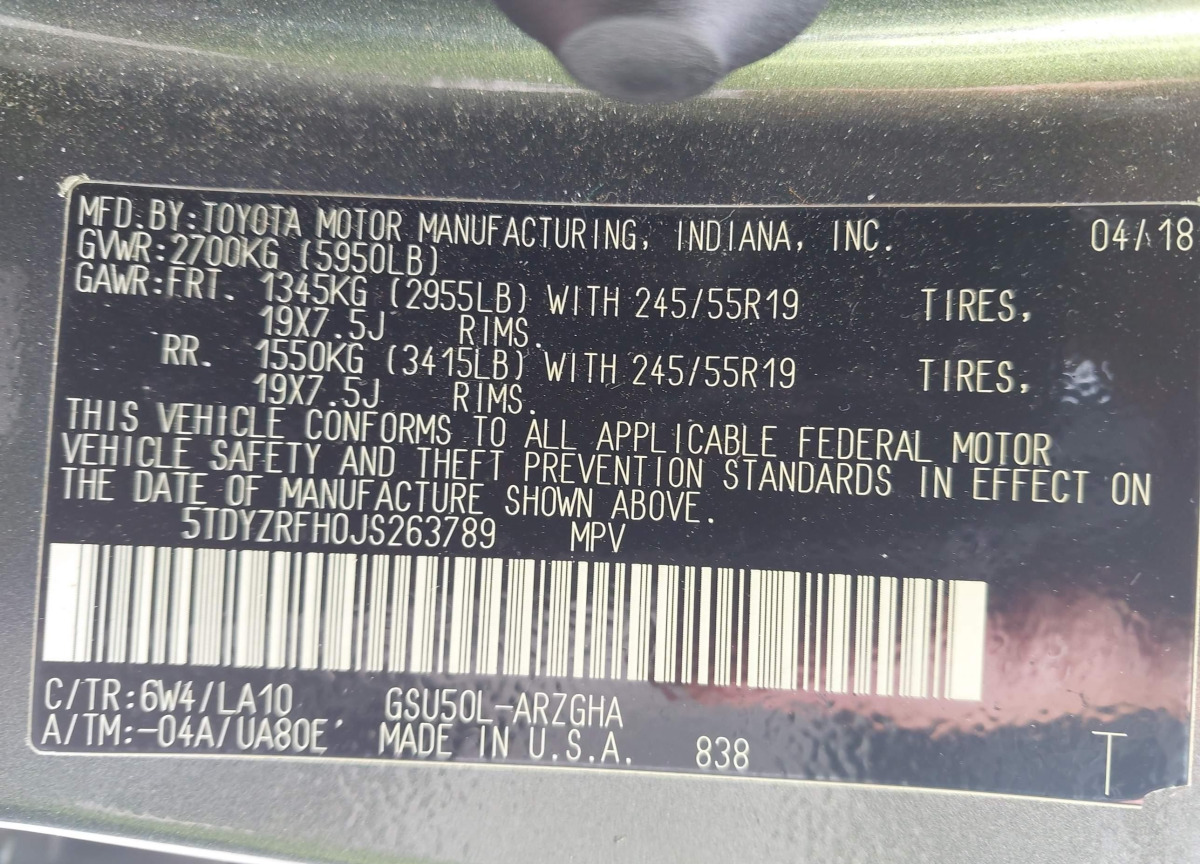 MFD.BY:TOYOTA MOTOR MANUFACTURING, INDIANA, INC. 04/18
GVWR:2700KG (5950LB)
GAWR:FRT. 1345KG (2955LB) WITH 245/55R19 TIRES,
19X7.5J RIMS.
RR. 1550KG (3415LB) WITH 245/55R19 TIRES,
19X7.5J RIMS.
THIS VEHICLE CONFORMS TO ALL APPLICABLE FEDERAL MOTOR
VEHICLE SAFETY AND THEFT PREVENTION STANDARDS IN EFFECT ON
THE DATE OF MANUFACTURE SHOWN ABOVE.
5TDYZRFH0JS263789 MPV
C/TR:6W4/LA10 GSU50L-ARZGHA
A/TM:-04A/UA80E MADE IN U.S.A. 838 T